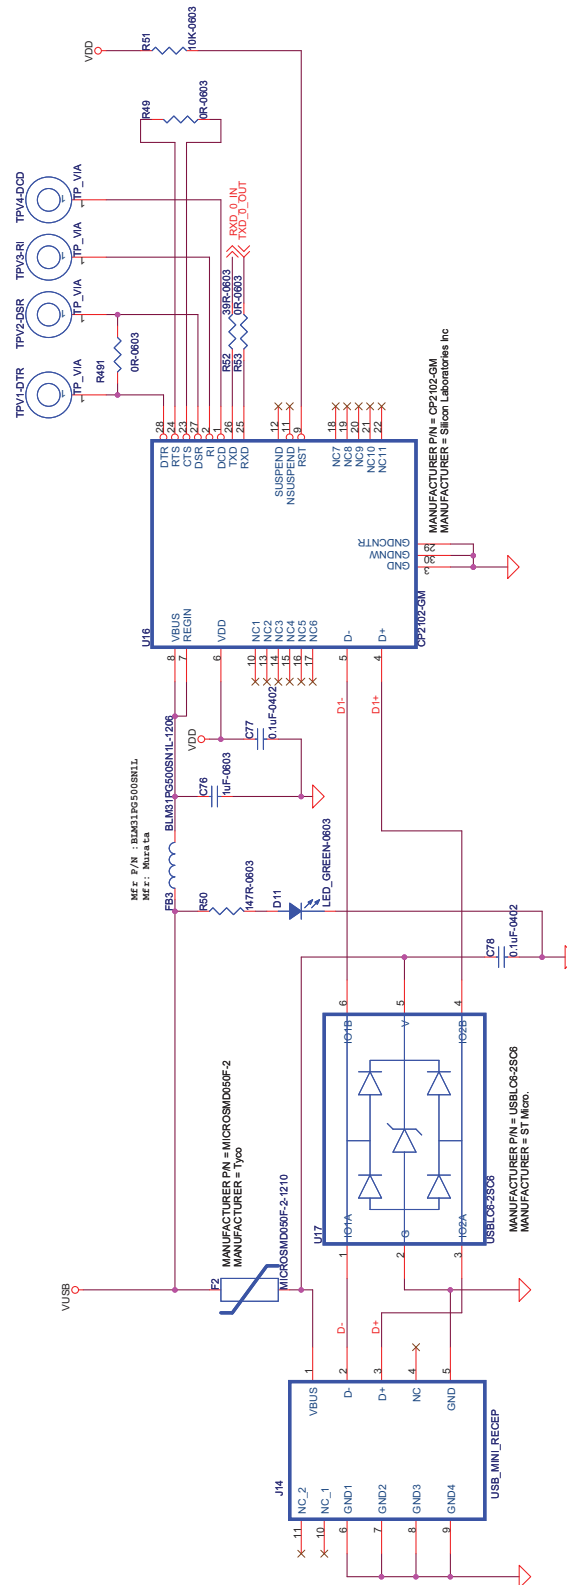 VDD
R51
10K-0603
R49
0R-0603
TPV4-DCD
TP_VIA
1
1
TPV3-RI
TP_VIA
1
1
TPV2-DSR
TP_VIA
1
1
TPV1-DTR
TP_VIA
1
1
R491
0R-0603
RXD_0_IN
TXD_0_OUT
R52
39R-0603
R53
0R-0603
U16
CP2102-GM
MANUFACTURER P/N = CP2102-GM
MANUFACTURER = Silicon Laboratories Inc
28 DTR
24 RTS
23 CTS
27 DSR
2 RI
1 DCD
26 TXD
25 RXD
12 SUSPEND
11 NSUSPEND
9 RST
18 NC7
19 NC8
20 NC9
21 NC10
22 NC11
GNDCNTR 29
GNDNW 30
GND 3
8 VBUS
7 REGIN
6 VDD
10 NC1
13 NC2
14 NC3
15 NC4
16 NC5
17 NC6
5 D-
4 D+
D1-
D1+
VDD
C77
0.1uF-0402
C76
1uF-0603
Mfr P/N :BLM31PG500SN1L
Mfr: Murata
FB3
BLM31PG500SN1L-1206
R50
147R-0603
D11
LED_GREEN-0603
C78
0.1uF-0402
VUSB
MANUFACTURER P/N = MICROSMD050F-2
MANUFACTURER = Tyco
F2
MICROSMD050F-2-1210
U17
USBLC6-2SC6
MANUFACTURER P/N = USBLC6-2SC6
MANUFACTURER = ST Micro.
6 IO1B
5 V
4 IO2B
1 IO1A
2 G
3 IO2A
D-
D+
J14
USB_MINI_RECEP
1 VBUS
2 D-
3 D+
4 NC
5 GND
11 NC_2
10 NC_1
6 GND1
7 GND2
8 GND3
9 GND4